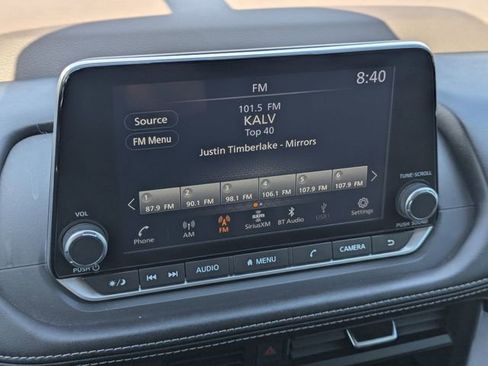 FM
8:40
101.5 FM
KALV
Top 40
Source
FM Menu
Justin Timberlake - Mirrors
1 2 3 4 5 6
87.9 FM 90.1 FM 98.1 FM 106.1 FM 107.9 FM 107.9 FM
Phone AM FM SiriusXM BT Audio USB1 Settings
VOL
PUSH
TUNE·SCROLL
PUSH SOUND
AUDIO MENU CAMERA